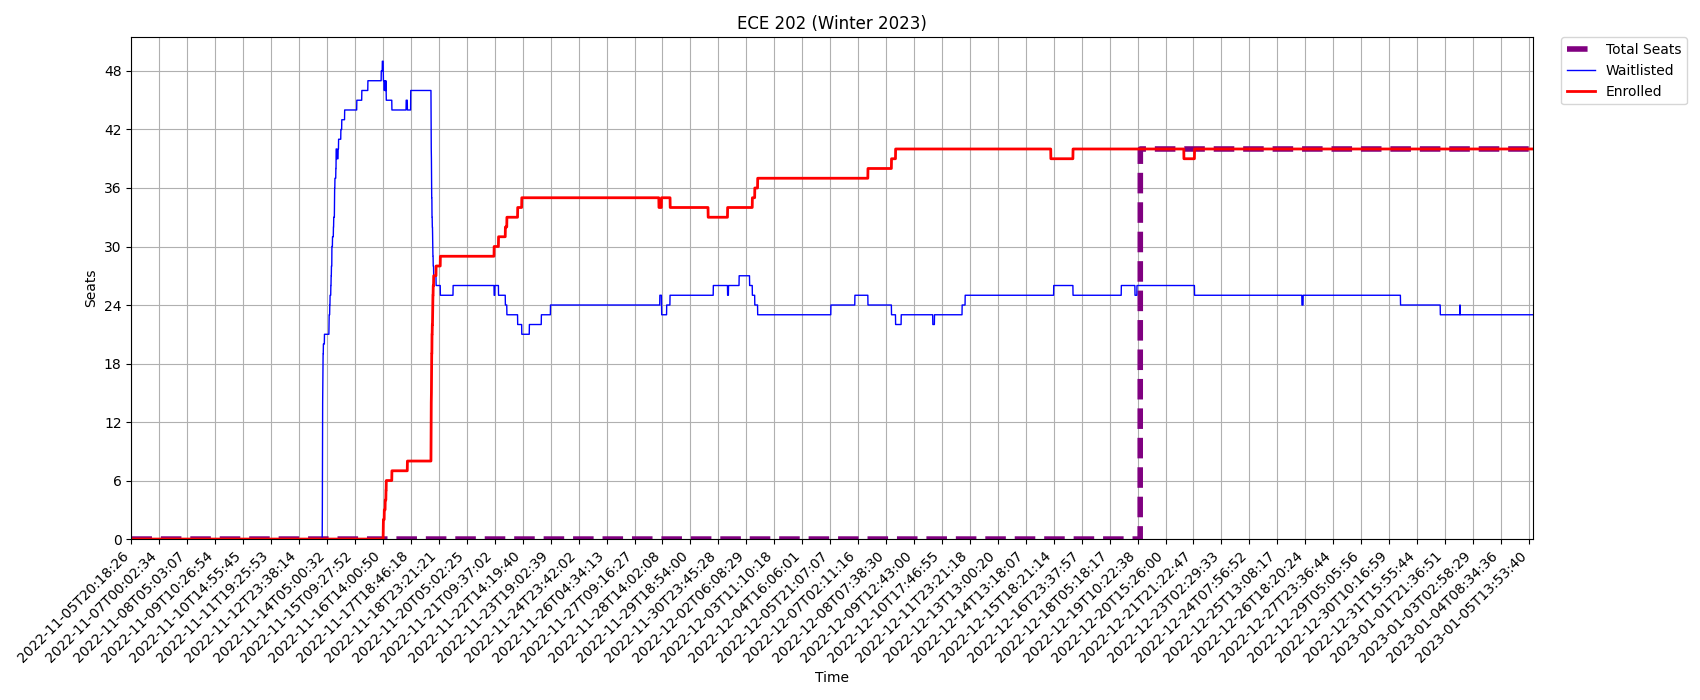 ECE 202 (Winter 2023)
Total Seats
Waitlisted
Enrolled
48
42
36
30
24
18
12
6
0
Seats
2022-11-05T20:18:26
2022-11-07T00:02:34
2022-11-08T05:03:07
2022-11-09T10:26:54
2022-11-10T14:55:45
2022-11-11T19:25:53
2022-11-12T23:38:14
2022-11-14T05:00:32
2022-11-15T09:27:52
2022-11-16T14:00:50
2022-11-17T18:46:18
2022-11-18T23:21:21
2022-11-20T05:02:25
2022-11-21T09:37:02
2022-11-22T14:19:40
2022-11-23T19:02:39
2022-11-24T23:42:02
2022-11-26T04:34:13
2022-11-27T09:16:27
2022-11-28T14:02:08
2022-11-29T18:54:00
2022-11-30T23:45:28
2022-12-02T06:08:29
2022-12-03T11:10:18
2022-12-04T16:06:01
2022-12-05T21:07:07
2022-12-07T02:11:16
2022-12-08T07:38:30
2022-12-09T12:43:00
2022-12-10T17:46:55
2022-12-11T23:21:18
2022-12-13T13:00:20
2022-12-14T13:18:07
2022-12-15T18:21:14
2022-12-16T23:37:57
2022-12-18T05:18:17
2022-12-19T10:22:38
2022-12-20T15:26:00
2022-12-21T21:22:47
2022-12-23T02:29:33
2022-12-24T07:56:52
2022-12-25T13:08:17
2022-12-26T18:20:24
2022-12-27T23:36:44
2022-12-29T05:05:56
2022-12-30T10:16:59
2022-12-31T15:55:44
2023-01-01T21:36:51
2023-01-03T02:58:29
2023-01-04T08:34:36
2023-01-05T13:53:40
Time